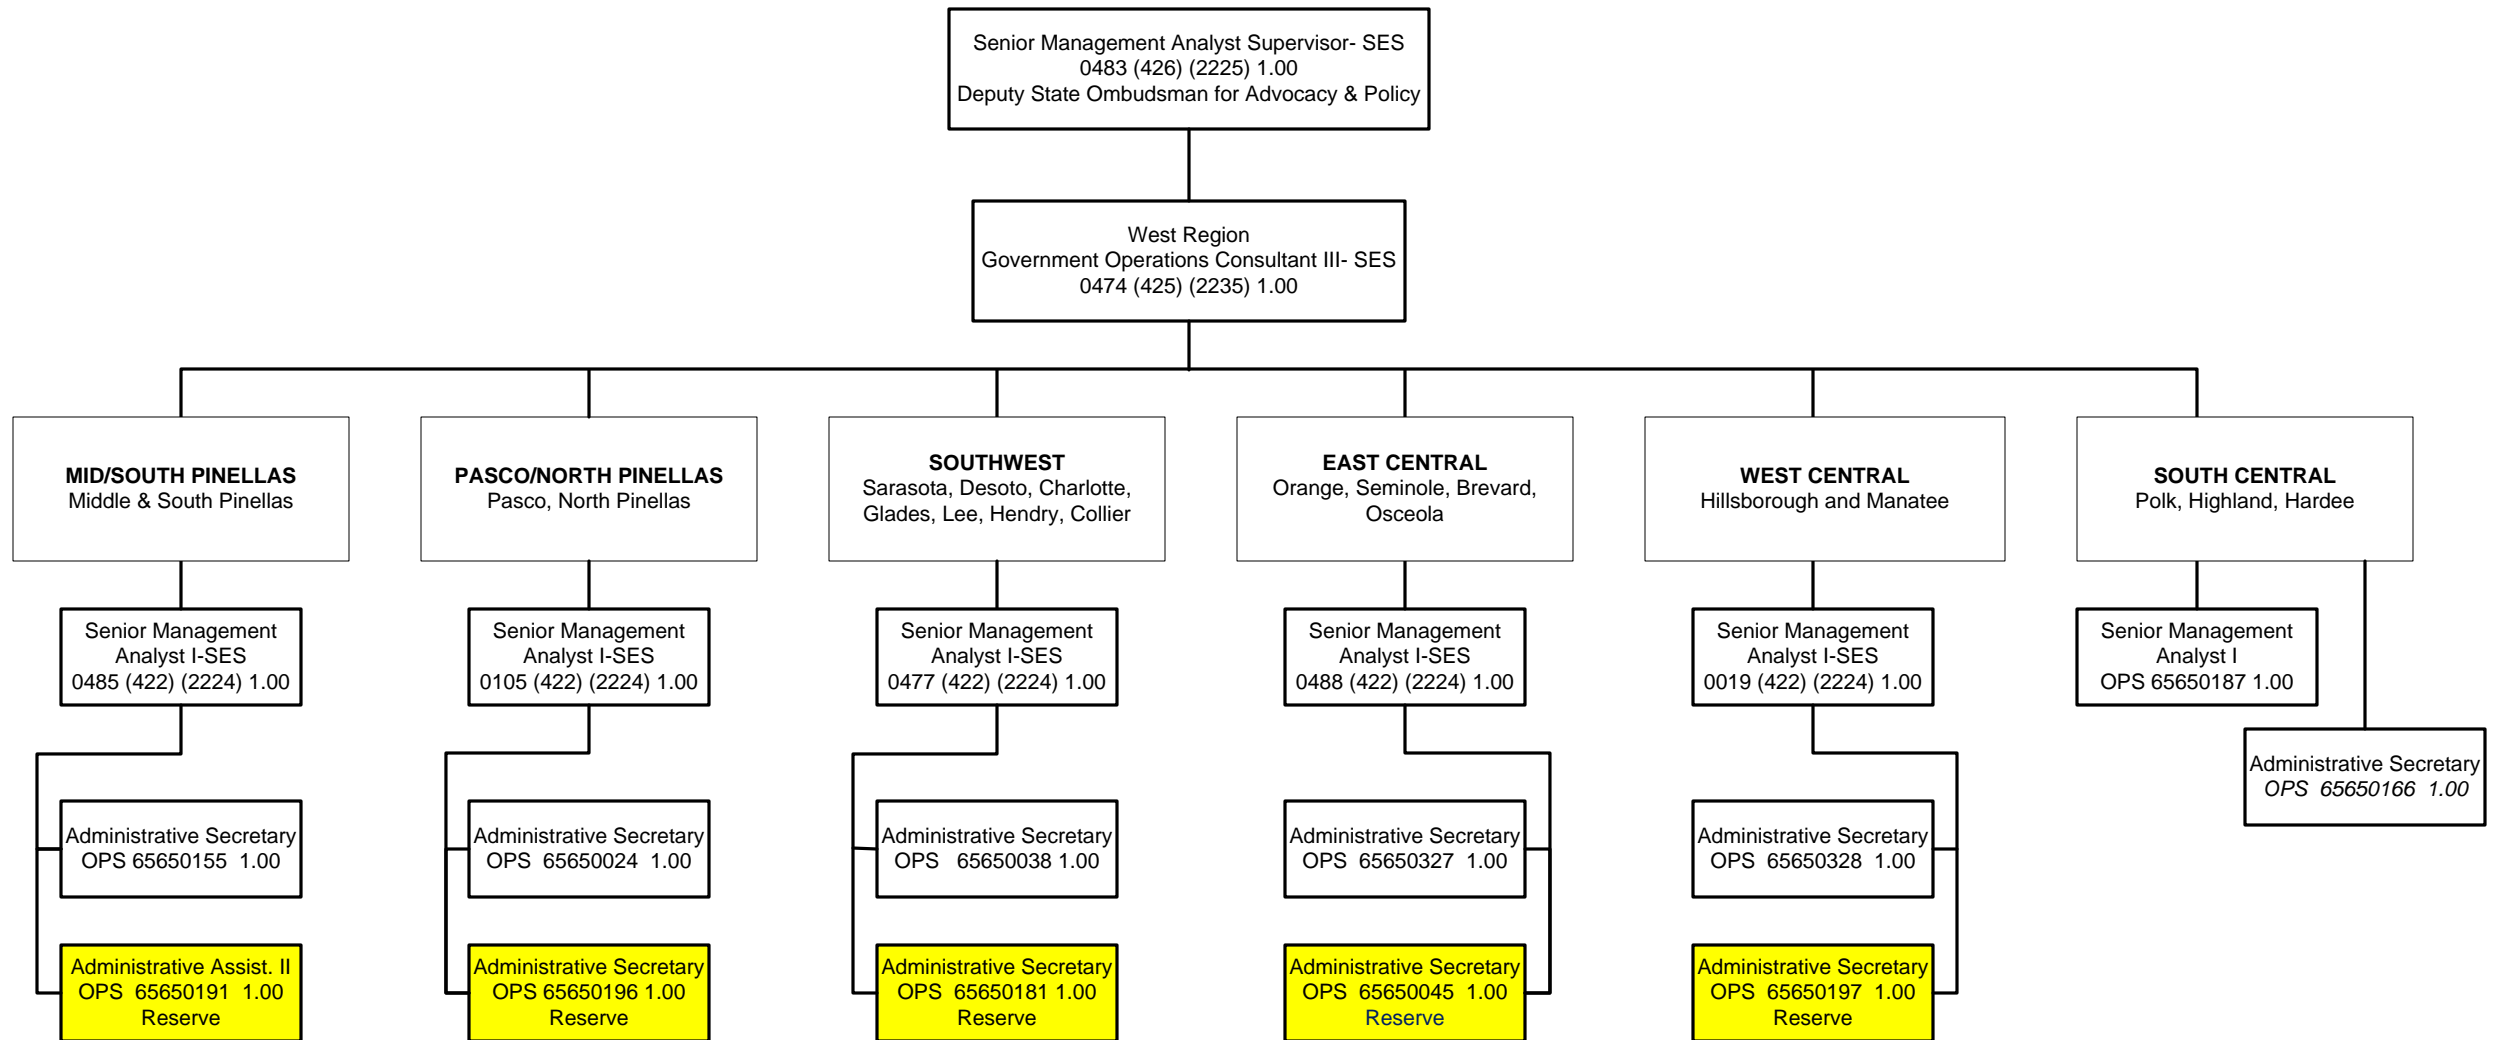 Senior Management Analyst Supervisor- SES
0483 (426) (2225) 1.00
Deputy State Ombudsman for Advocacy & Policy
West Region
Government Operations Consultant III- SES
0474 (425) (2235) 1.00
MID/SOUTH PINELLAS
Middle & South Pinellas
PASCO/NORTH PINELLAS
Pasco, North Pinellas
SOUTHWEST
Sarasota, Desoto, Charlotte,
Glades, Lee, Hendry, Collier
EAST CENTRAL
Orange, Seminole, Brevard,
Osceola
WEST CENTRAL
Hillsborough and Manatee
SOUTH CENTRAL
Polk, Highland, Hardee
Senior Management
Analyst I-SES
0485 (422) (2224) 1.00
Senior Management
Analyst I-SES
0105 (422) (2224) 1.00
Senior Management
Analyst I-SES
0477 (422) (2224) 1.00
Senior Management
Analyst I-SES
0488 (422) (2224) 1.00
Senior Management
Analyst I-SES
0019 (422) (2224) 1.00
Senior Management
Analyst I
OPS 65650187 1.00
Administrative Secretary
OPS 65650166 1.00
Administrative Secretary
OPS 65650155 1.00
Administrative Secretary
OPS 65650024 1.00
Administrative Secretary
OPS 65650038 1.00
Administrative Secretary
OPS 65650327 1.00
Administrative Secretary
OPS 65650328 1.00
Administrative Assist. II
OPS 65650191 1.00
Reserve
Administrative Secretary
OPS 65650196 1.00
Reserve
Administrative Secretary
OPS 65650181 1.00
Reserve
Administrative Secretary
OPS 65650045 1.00
Reserve
Administrative Secretary
OPS 65650197 1.00
Reserve